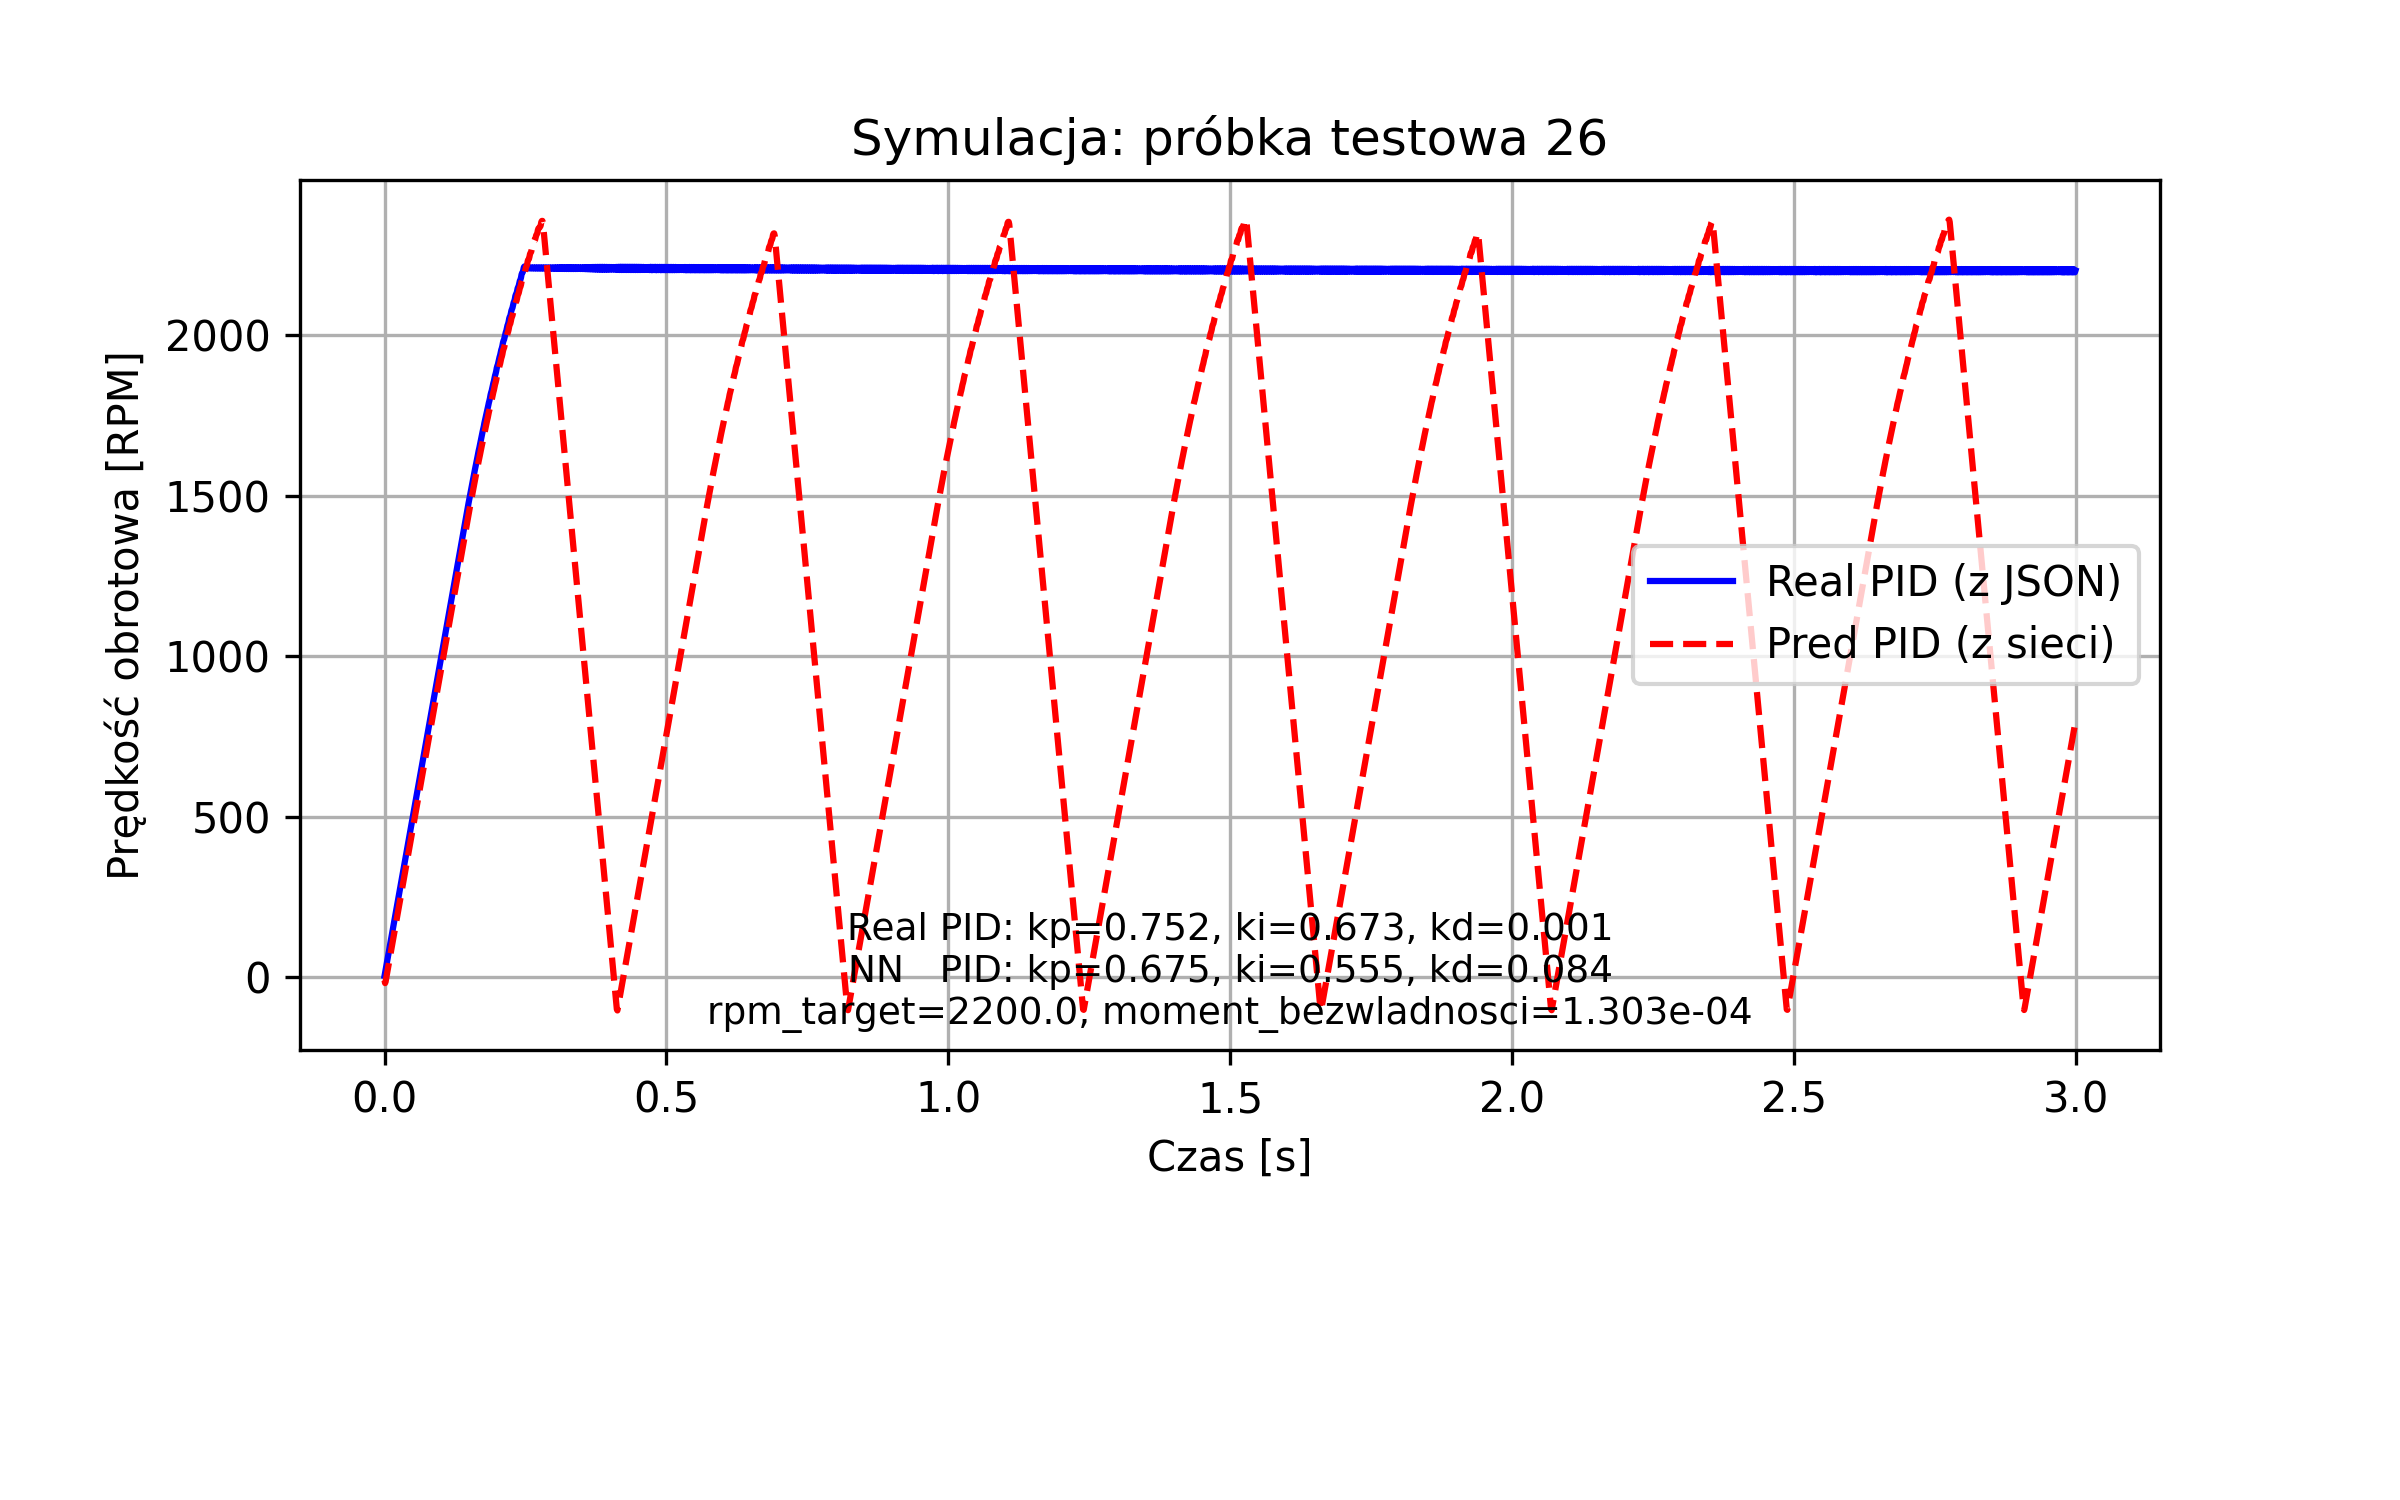 Symulacja: próbka testowa 26
Prędkość obrotowa [RPM]
2000
1500
1000
500
0
Real PID (z JSON)
Pred PID (z sieci)
Real PID: kp=0.752, ki=0.673, kd=0.001
NN   PID: kp=0.675, ki=0.555, kd=0.084
rpm_target=2200.0, moment_bezwladnosci=1.303e-04
0.0 0.5 1.0 1.5 2.0 2.5 3.0
Czas [s]